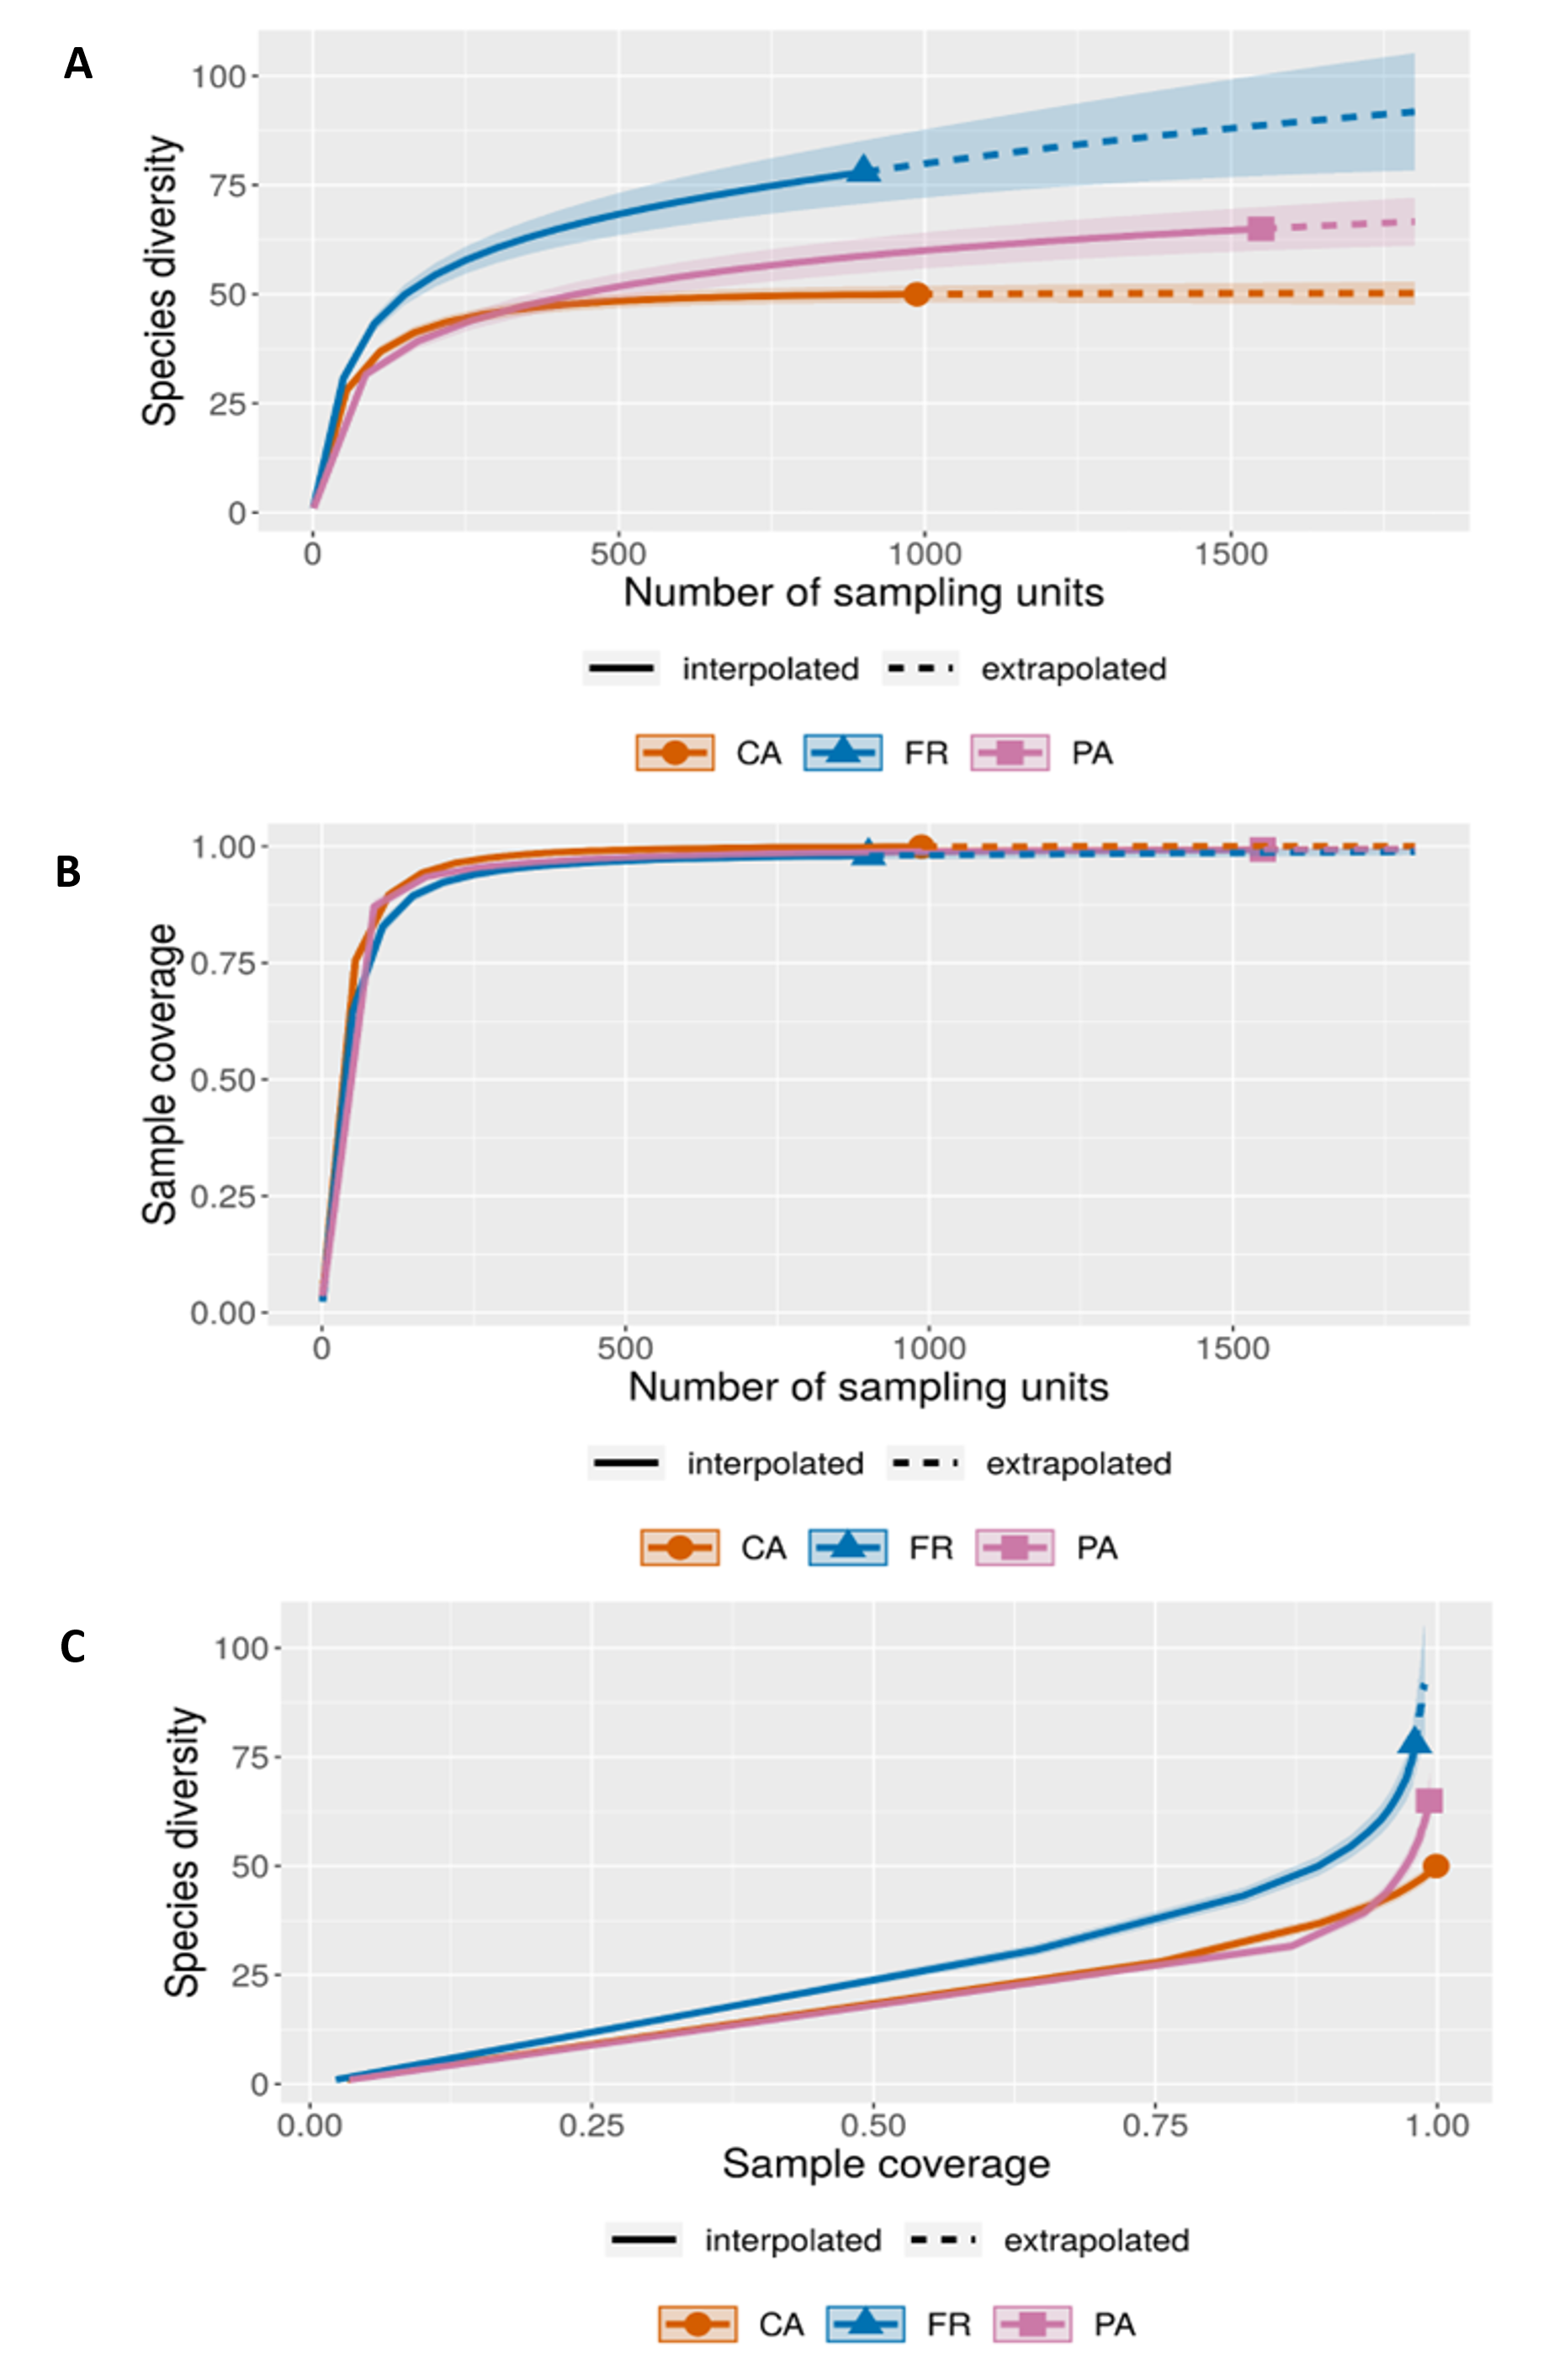 A
Species diversity
100
75
50
25
0
0 500 1000 1500
Number of sampling units
interpolated extrapolated
CA FR PA
B
Sample coverage
1.00
0.75
0.50
0.25
0.00
0 500 1000 1500
Number of sampling units
interpolated extrapolated
CA FR PA
C
Species diversity
100
75
50
25
0
0.00 0.25 0.50 0.75 1.00
Sample coverage
interpolated extrapolated
CA FR PA